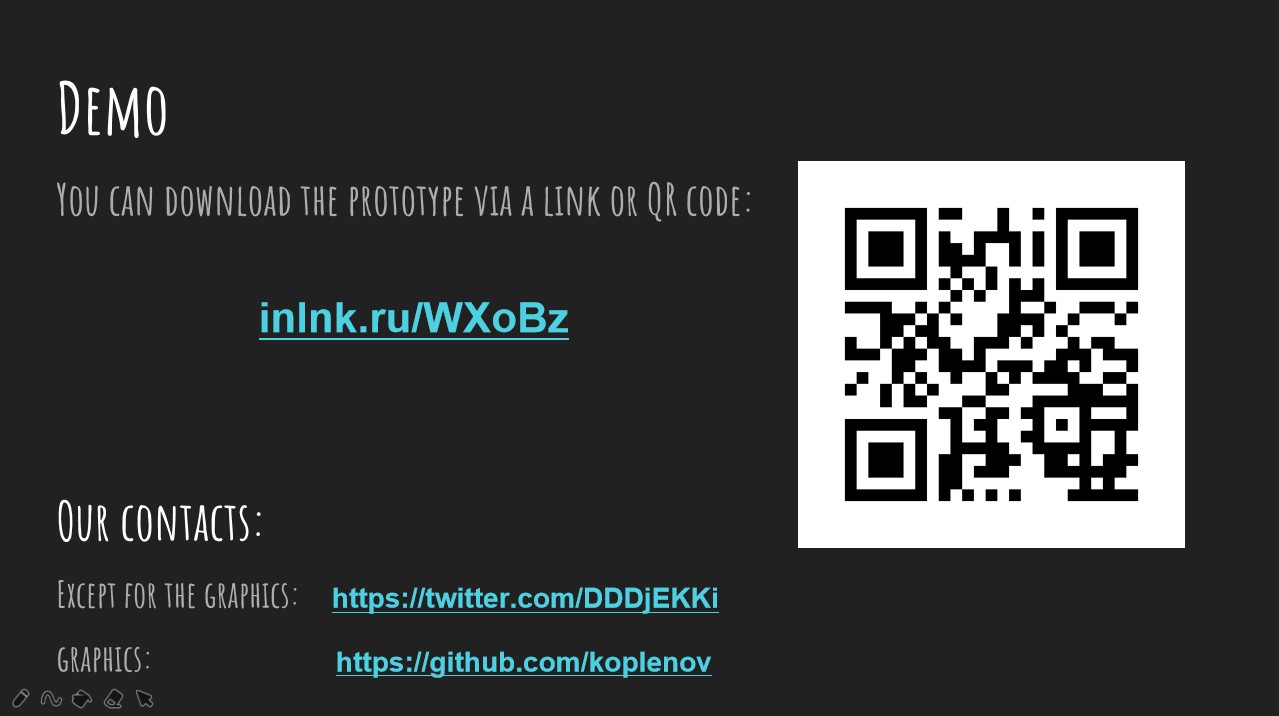 Demo
You can download the prototype via a link or QR code:
inlnk.ru/WXoBz
Our contacts:
Except for the graphics: https://twitter.com/DDDjEKKi
graphics: https://github.com/koplenov